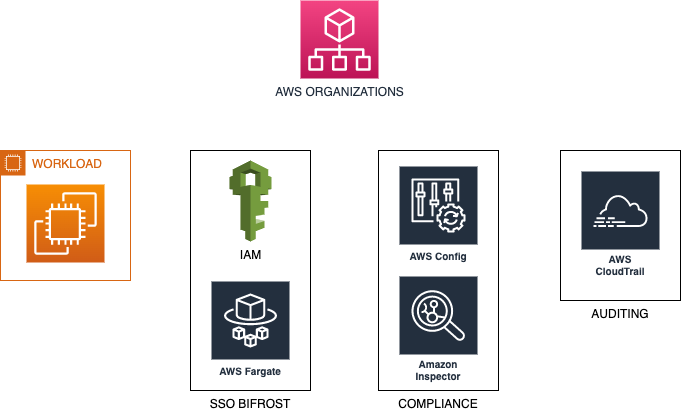 AWS ORGANIZATIONS
WORKLOAD
IAM
AWS Fargate
SSO BIFROST
AWS Config
Amazon
Inspector
COMPLIANCE
AWS
CloudTrail
AUDITING